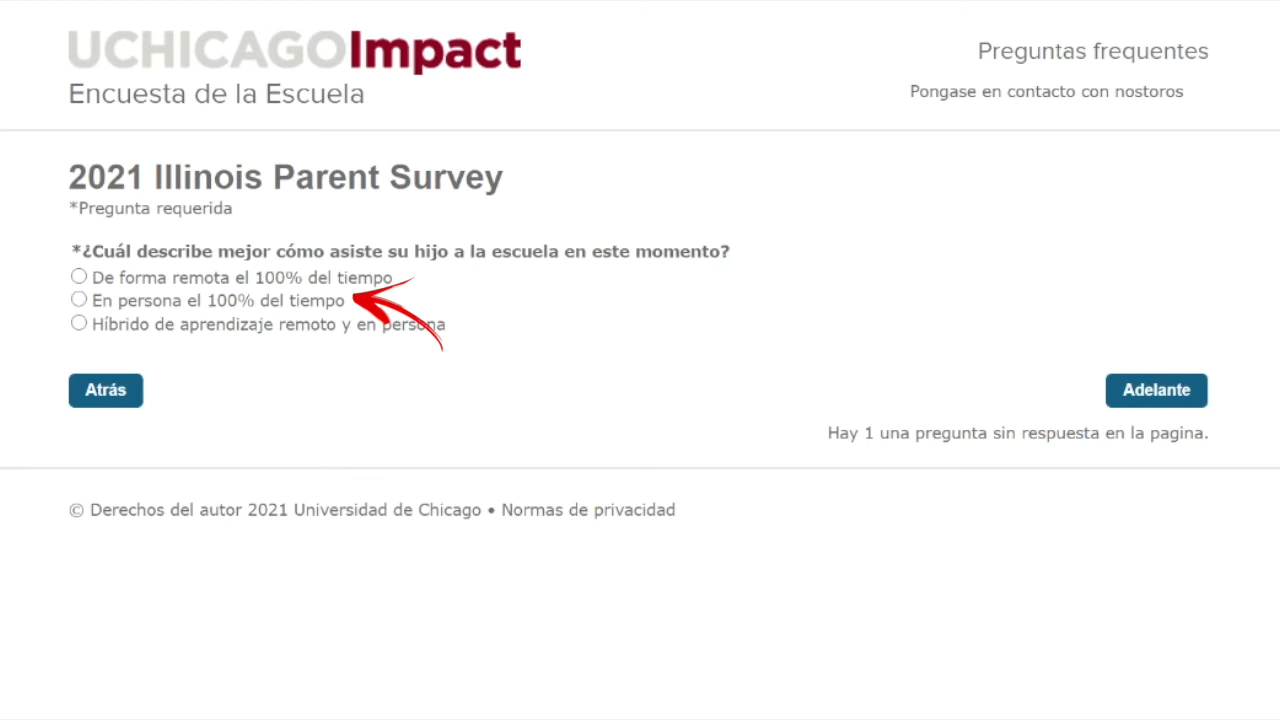 UCHICAGOImpact
Encuesta de la Escuela
Preguntas frequentes
Pongase en contacto con nostoros
2021 Illinois Parent Survey
*Pregunta requerida
*¿Cuál describe mejor cómo asiste su hijo a la escuela en este momento?
De forma remota el 100% del tiempo
En persona el 100% del tiempo
Híbrido de aprendizaje remoto y en persona
Atrás
Adelante
Hay 1 una pregunta sin respuesta en la pagina.
© Derechos del autor 2021 Universidad de Chicago • Normas de privacidad